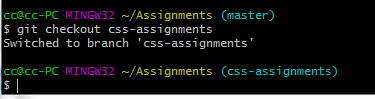 cc@cc-PC MINGW32 ~/Assignments (master)
$ git checkout css-assignments
Switched to branch 'css-assignments'
cc@cc-PC MINGW32 ~/Assignments (css-assignments)
$